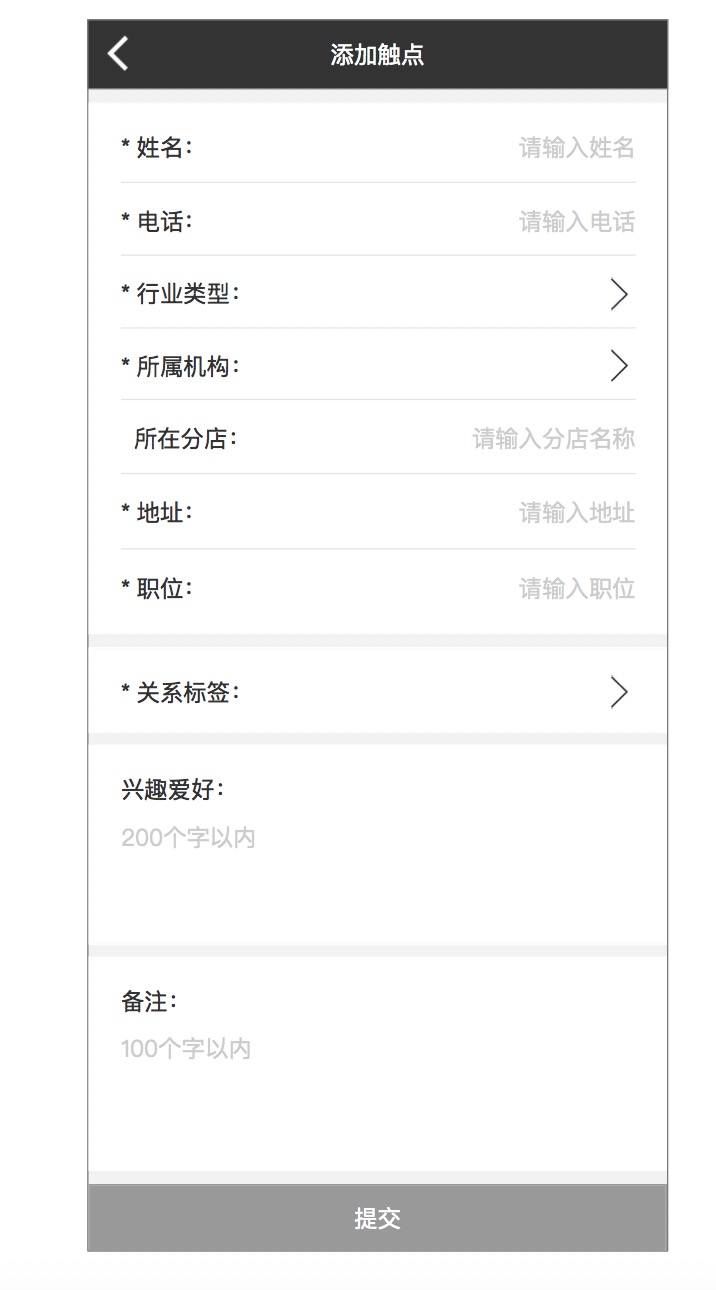 添加触点
* 姓名： 请输入姓名
* 电话： 请输入电话
* 行业类型：
* 所属机构：
所在分店： 请输入分店名称
* 地址： 请输入地址
* 职位： 请输入职位
* 关系标签：
兴趣爱好：
200个字以内
备注：
100个字以内
提交